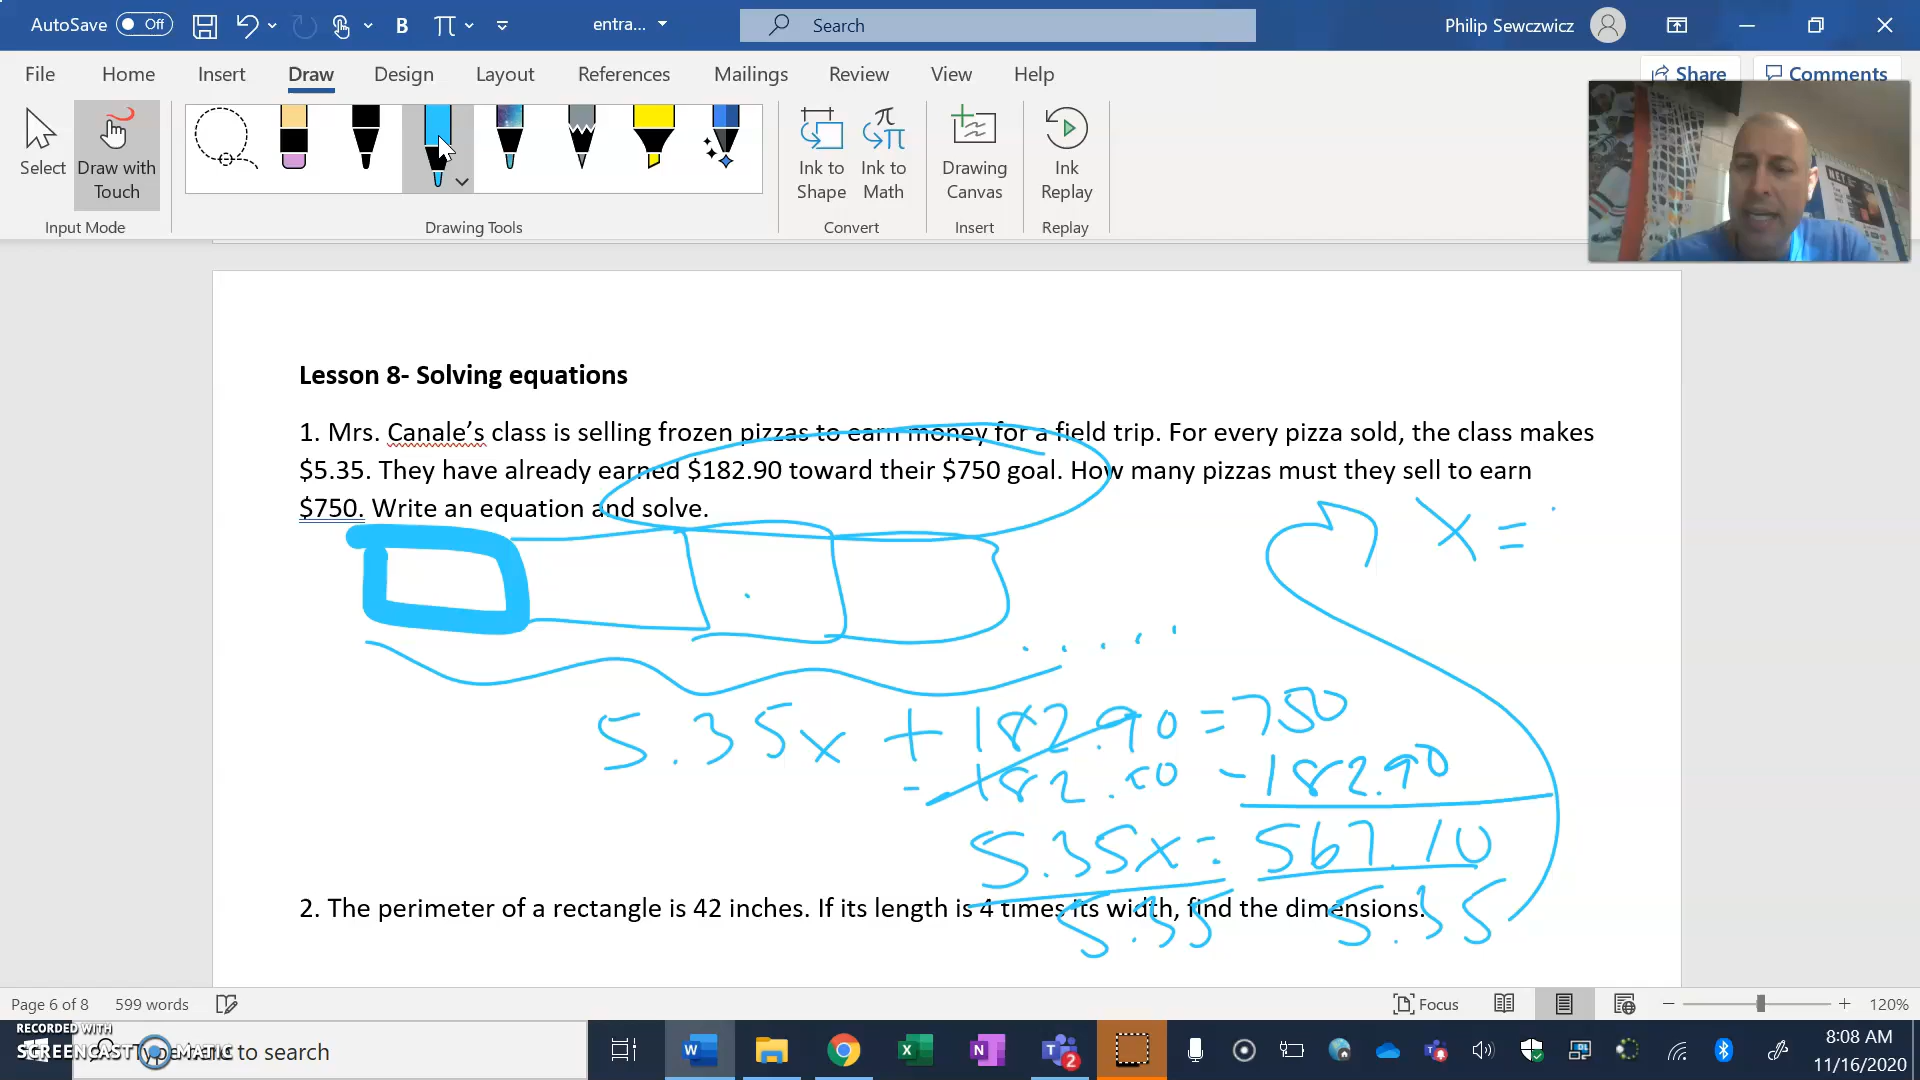 AutoSave Off B π entra... Search Philip Sewczwicz
File Home Insert Draw Design Layout References Mailings Review View Help Share Comments
Select Draw with Touch Ink to Shape Ink to Math Drawing Canvas Ink Replay
Input Mode Drawing Tools Convert Insert Replay
Lesson 8- Solving equations
1. Mrs. Canale's class is selling frozen pizzas to earn money for a field trip. For every pizza sold, the class makes
$5.35. They have already earned $182.90 toward their $750 goal. How many pizzas must they sell to earn
$750. Write an equation and solve.
x =
5.35x + 182.90 = 750
- 182.90 - 182.90
5.35x = 567.10
5.35 5.35
2. The perimeter of a rectangle is 42 inches. If its length is 4 times its width, find the dimensions.
Page 6 of 8 599 words Focus 120%
RECORDED WITH
SCREENCAST MATIC
Type here to search
8:08 AM
11/16/2020